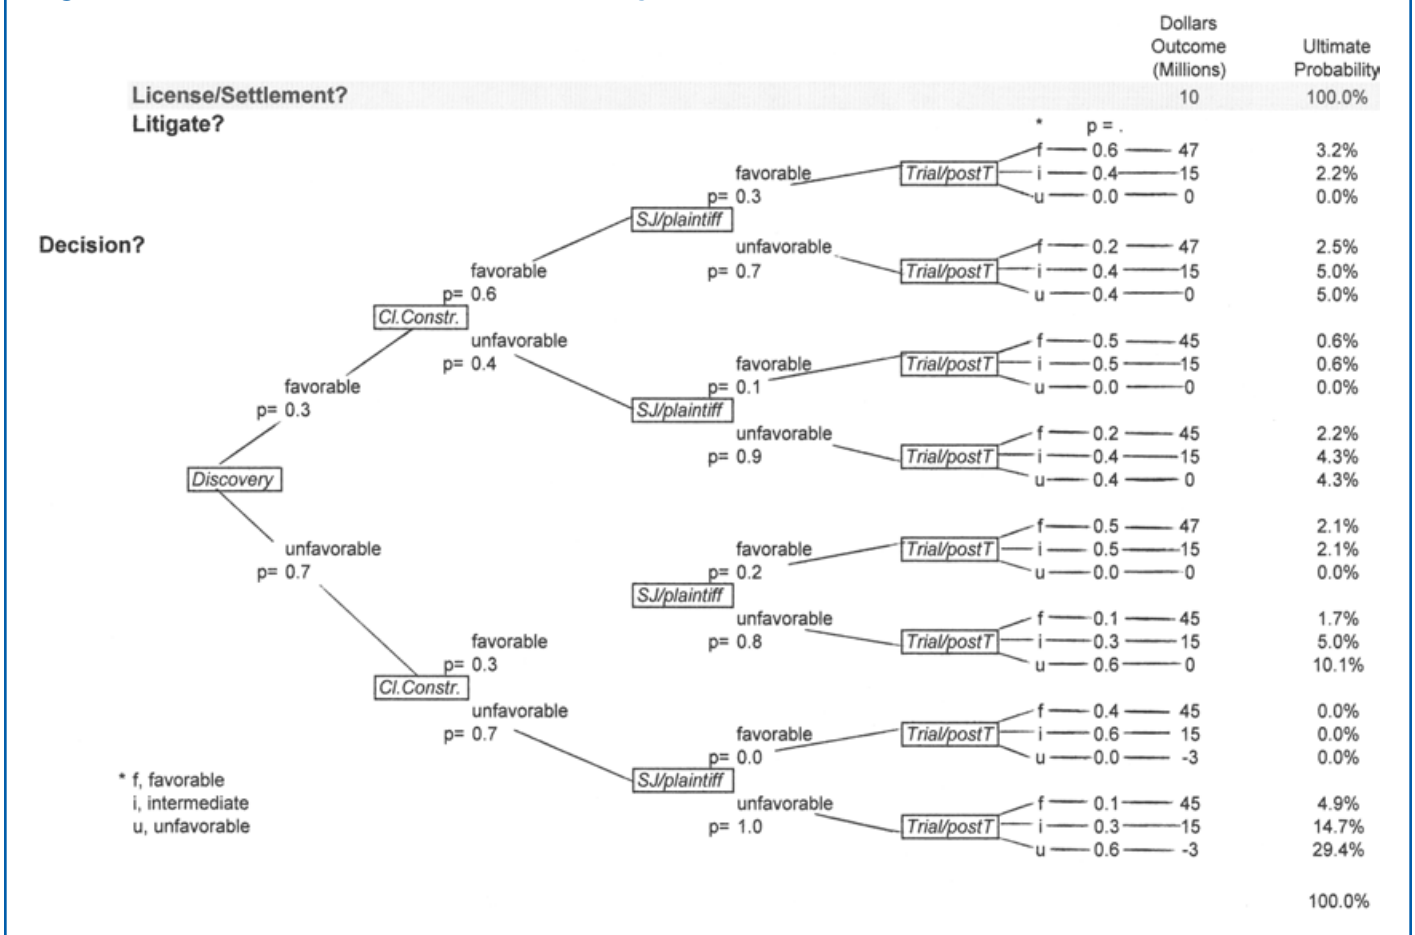 Dollars
Outcome Ultimate
(Millions) Probability
License/Settlement? 10 100.0%
Litigate? * p = .
f 0.6 47 3.2%
favorable Trial/postT i 0.4 15 2.2%
p= 0.3 u 0.0 0 0.0%
SJ/plaintiff
Decision? unfavorable f 0.2 47 2.5%
favorable p= 0.7 Trial/postT i 0.4 15 5.0%
p= 0.6 u 0.4 0 5.0%
Cl.Constr.
unfavorable f 0.5 45 0.6%
p= 0.4 favorable Trial/postT i 0.5 15 0.6%
favorable p= 0.1 u 0.0 0 0.0%
p= 0.3 SJ/plaintiff
unfavorable f 0.2 45 2.2%
p= 0.9 Trial/postT i 0.4 15 4.3%
Discovery u 0.4 0 4.3%
f 0.5 47 2.1%
unfavorable favorable Trial/postT i 0.5 15 2.1%
p= 0.7 p= 0.2 u 0.0 0 0.0%
SJ/plaintiff
unfavorable f 0.1 45 1.7%
favorable p= 0.8 Trial/postT i 0.3 15 5.0%
p= 0.3 u 0.6 0 10.1%
Cl.Constr.
unfavorable f 0.4 45 0.0%
p= 0.7 favorable Trial/postT i 0.6 15 0.0%
p= 0.0 u 0.0 -3 0.0%
* f, favorable SJ/plaintiff
i, intermediate unfavorable f 0.1 45 4.9%
u, unfavorable p= 1.0 Trial/postT i 0.3 15 14.7%
u 0.6 -3 29.4%
100.0%